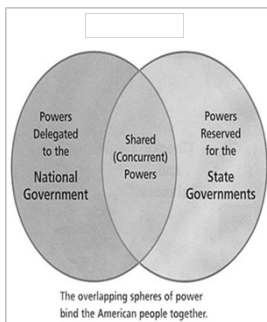 Powers
Delegated
to the
National
Government
Shared
(Concurrent)
Powers
Powers
Reserved
for the
State
Governments
The overlapping spheres of power
bind the American people together.